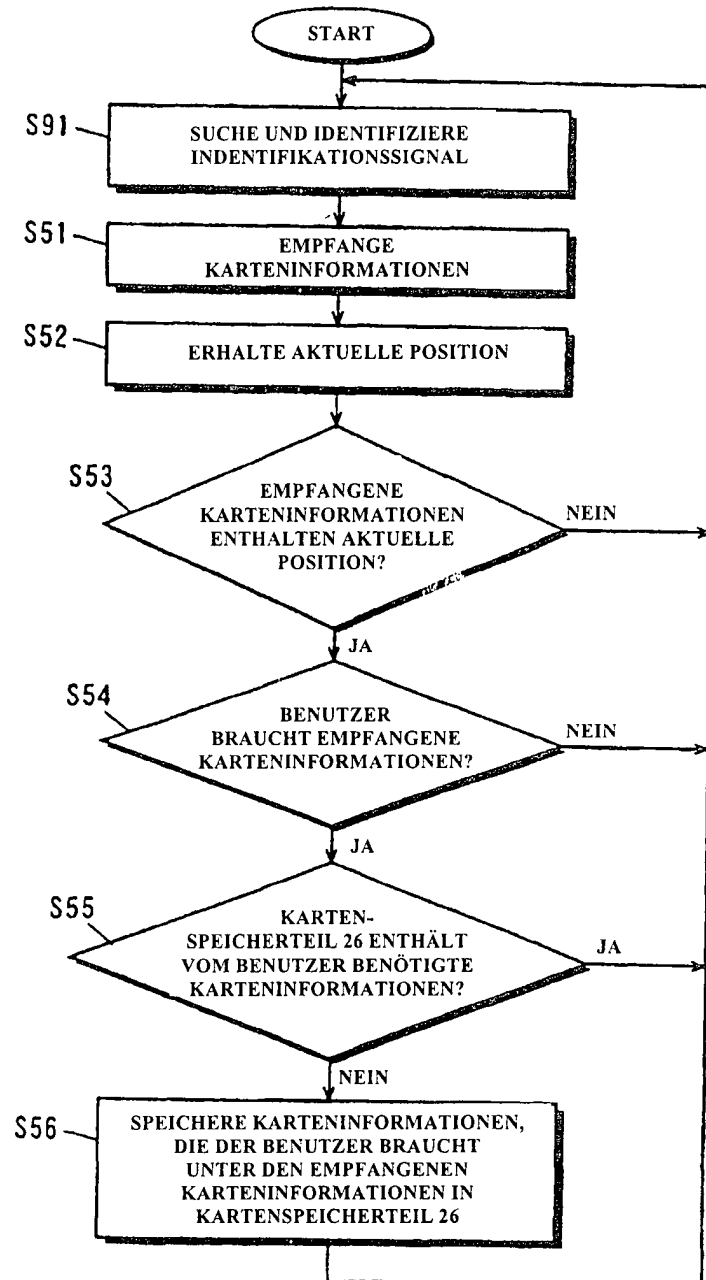 START
S91
SUCHE UND IDENTIFIZIERE
INDENTIFIKATIONSSIGNAL
S51
EMPFANGE
KARTENINFORMATIONEN
S52
ERHALTE AKTUELLE POSITION
S53
EMPFANGENE
KARTENINFORMATIONEN
ENTHALTEN AKTUELLE
POSITION?
NEIN
JA
S54
BENUTZER
BRAUCHT EMPFANGENE
KARTENINFORMATIONEN?
NEIN
JA
S55
KARTEN-
SPEICHERTEIL 26 ENTHÄLT
VOM BENUTZER BENÖTIGTE
KARTENINFORMATIONEN?
JA
NEIN
S56
SPEICHERE KARTENINFORMATIONEN,
DIE DER BENUTZER BRAUCHT
UNTER DEN EMPFANGENEN
KARTENINFORMATIONEN IN
KARTENSPEICHERTEIL 26